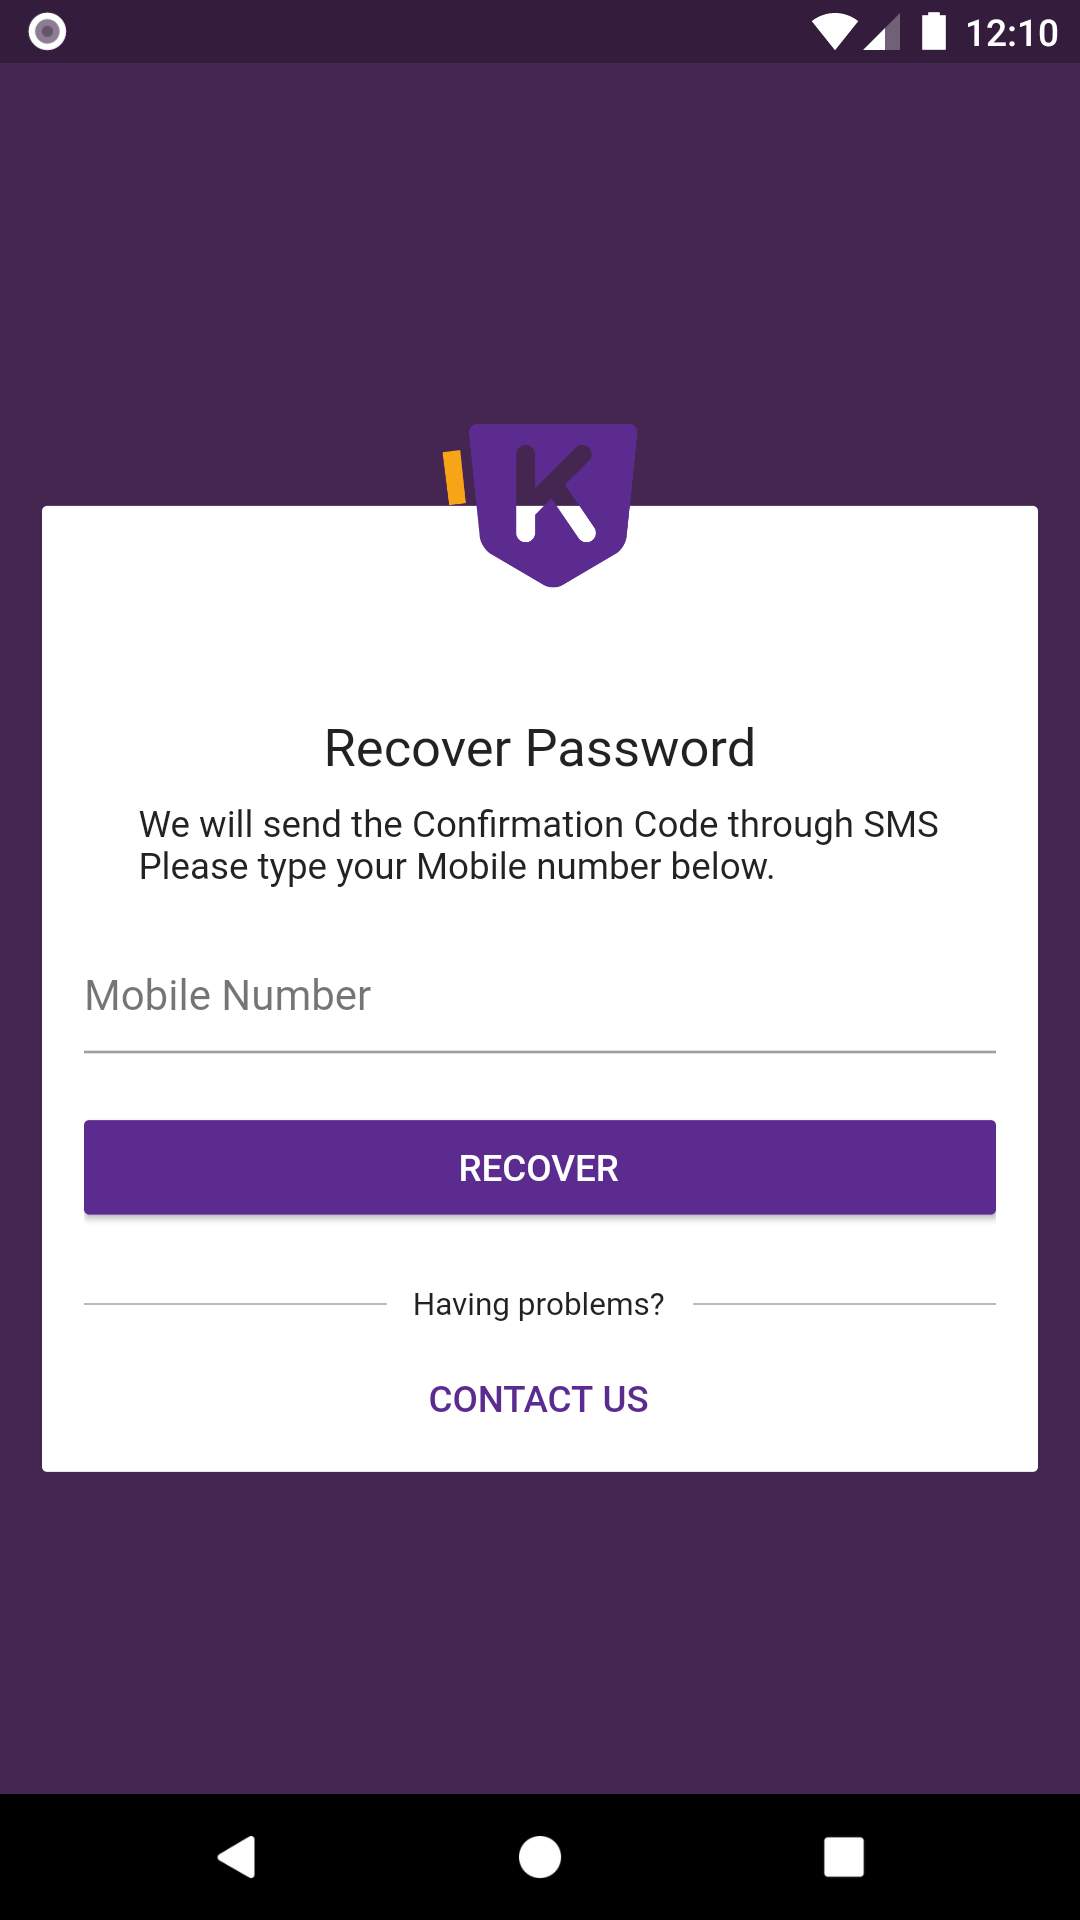 12:10
K
Recover Password
We will send the Confirmation Code through SMS
Please type your Mobile number below.
Mobile Number
RECOVER
Having problems?
CONTACT US